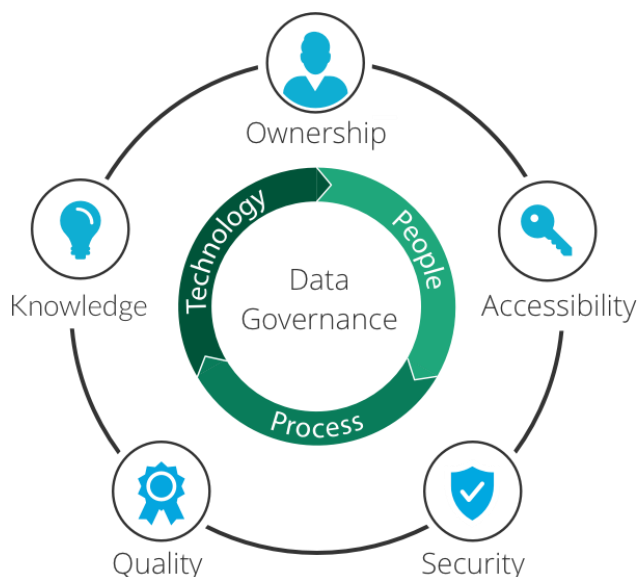 Ownership
Technology
People
Knowledge
Data
Governance
Accessibility
Process
Quality
Security